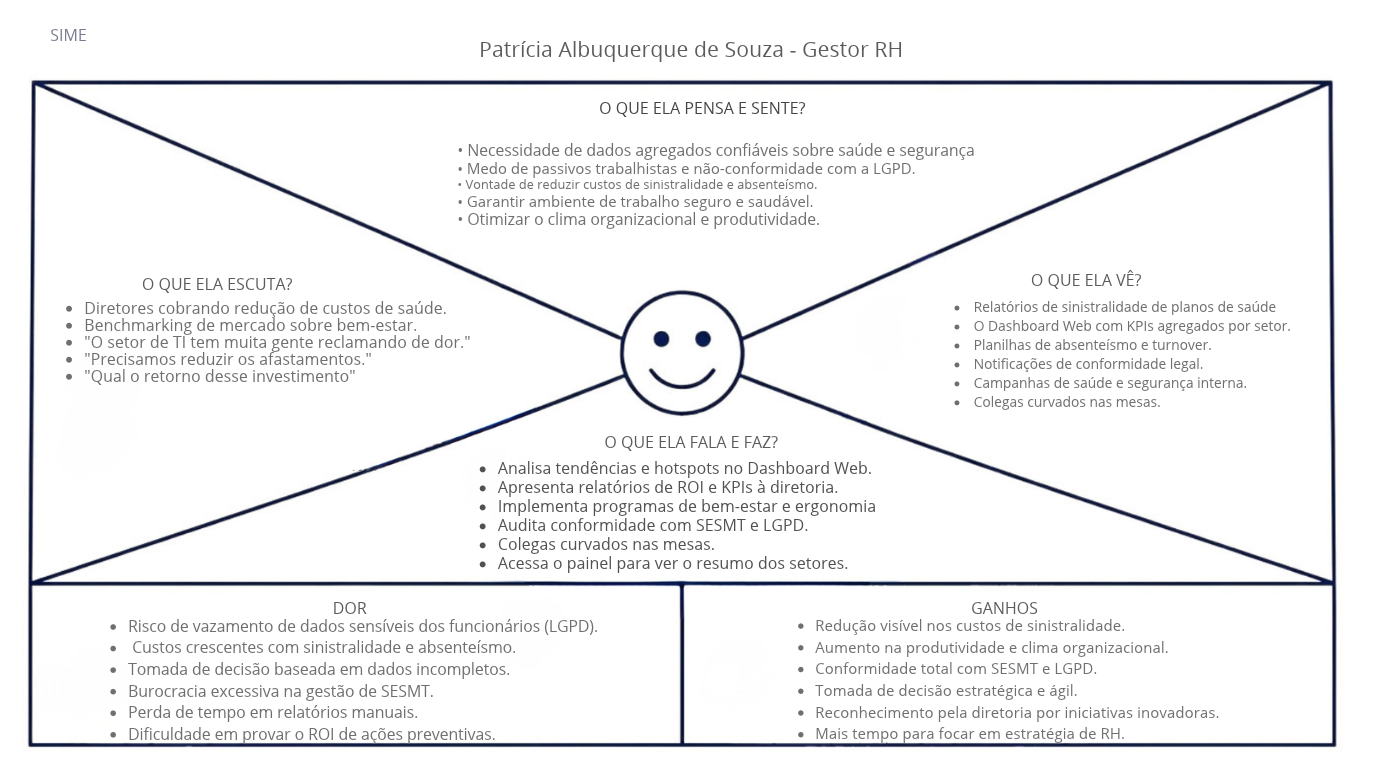 SIME
Patrícia Albuquerque de Souza - Gestor RH
O QUE ELA PENSA E SENTE?
• Necessidade de dados agregados confiáveis sobre saúde e segurança
• Medo de passivos trabalhistas e não-conformidade com a LGPD.
• Vontade de reduzir custos de sinistralidade e absenteísmo.
• Garantir ambiente de trabalho seguro e saudável.
• Otimizar o clima organizacional e produtividade.
O QUE ELA ESCUTA?
• Diretores cobrando redução de custos de saúde.
• Benchmarking de mercado sobre bem-estar.
• "O setor de TI tem muita gente reclamando de dor."
• "Precisamos reduzir os afastamentos."
• "Qual o retorno desse investimento"
O QUE ELA VÊ?
• Relatórios de sinistralidade de planos de saúde
• O Dashboard Web com KPIs agregados por setor.
• Planilhas de absenteísmo e turnover.
• Notificações de conformidade legal.
• Campanhas de saúde e segurança interna.
• Colegas curvados nas mesas.
O QUE ELA FALA E FAZ?
• Analisa tendências e hotspots no Dashboard Web.
• Apresenta relatórios de ROI e KPIs à diretoria.
• Implementa programas de bem-estar e ergonomia
• Audita conformidade com SESMT e LGPD.
• Colegas curvados nas mesas.
• Acessa o painel para ver o resumo dos setores.
DOR
• Risco de vazamento de dados sensíveis dos funcionários (LGPD).
• Custos crescentes com sinistralidade e absenteísmo.
• Tomada de decisão baseada em dados incompletos.
• Burocracia excessiva na gestão de SESMT.
• Perda de tempo em relatórios manuais.
• Dificuldade em provar o ROI de ações preventivas.
GANHOS
• Redução visível nos custos de sinistralidade.
• Aumento na produtividade e clima organizacional.
• Conformidade total com SESMT e LGPD.
• Tomada de decisão estratégica e ágil.
• Reconhecimento pela diretoria por iniciativas inovadoras.
• Mais tempo para focar em estratégia de RH.